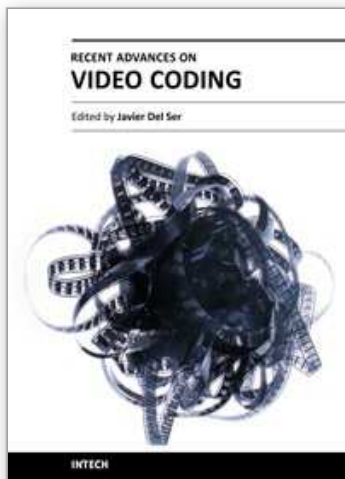 RECENT ADVANCES ON
VIDEO CODING
Edited by Javier Del Ser
INTECH